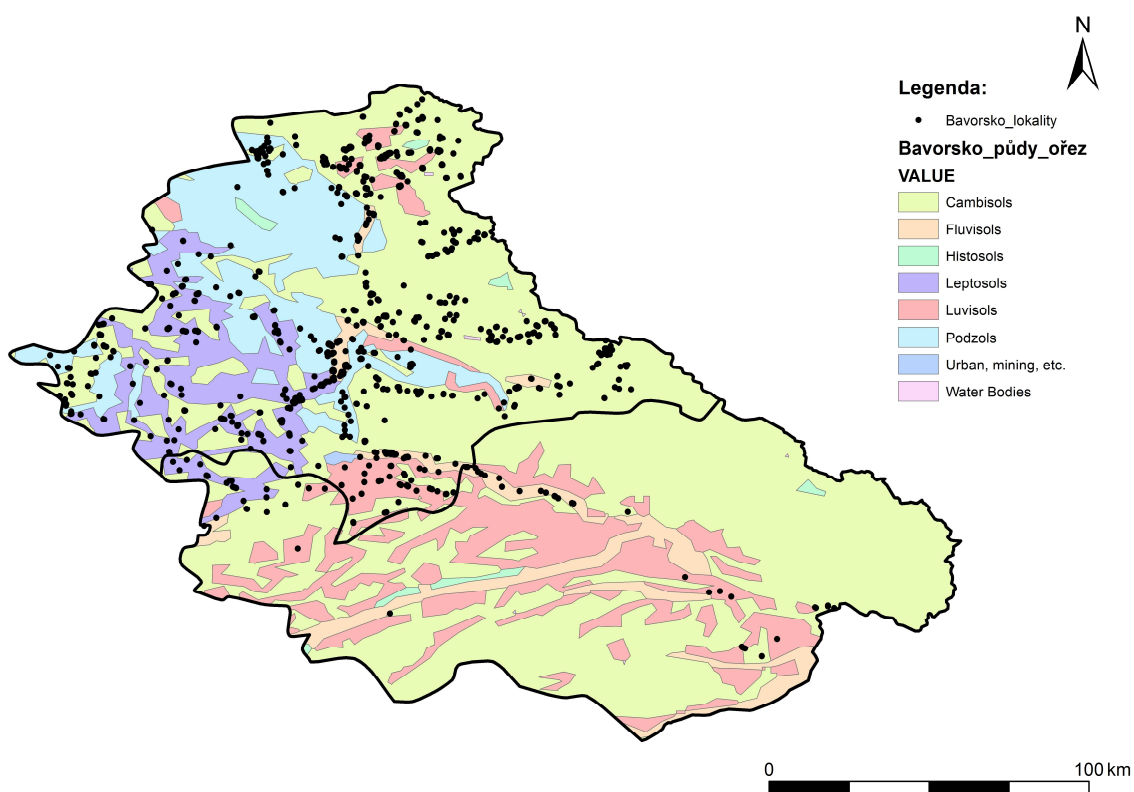 N
Legenda:
Bavorsko_lokality
Bavorsko_půdy_ořez
VALUE
Cambisols
Fluvisols
Histosols
Leptosols
Luvisols
Podzols
Urban, mining, etc.
Water Bodies
0 100 km